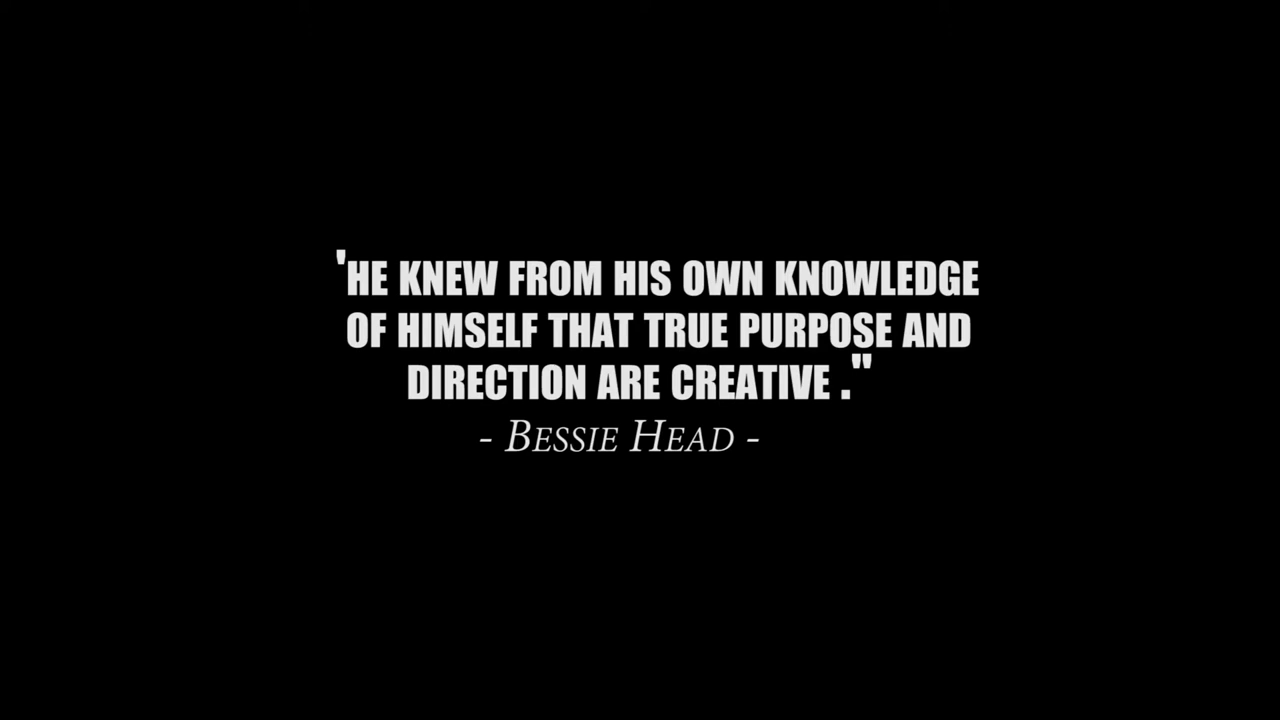 'HE KNEW FROM HIS OWN KNOWLEDGE
OF HIMSELF THAT TRUE PURPOSE AND
DIRECTION ARE CREATIVE ."
- BESSIE HEAD -